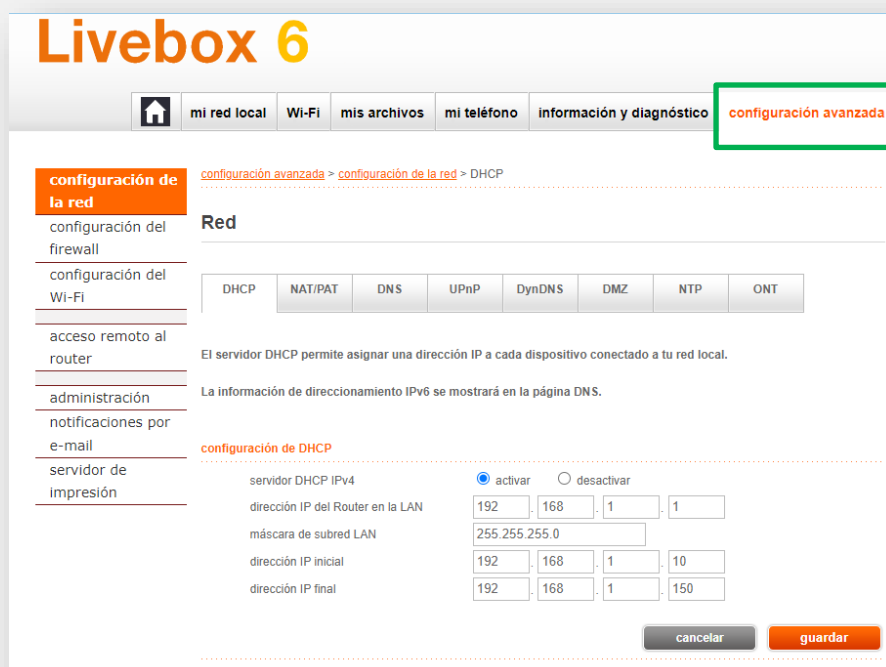 Livebox 6
mi red local Wi-Fi mis archivos mi teléfono información y diagnóstico configuración avanzada
configuración de
la red
configuración del
firewall
configuración del
Wi-Fi
acceso remoto al
router
administración
notificaciones por
e-mail
servidor de
impresión
configuración avanzada > configuración de la red > DHCP
Red
DHCP NAT/PAT DNS UPnP DynDNS DMZ NTP ONT
El servidor DHCP permite asignar una dirección IP a cada dispositivo conectado a tu red local.
La información de direccionamiento IPv6 se mostrará en la página DNS.
configuración de DHCP
servidor DHCP IPv4 activar desactivar
dirección IP del Router en la LAN 192 . 168 . 1 . 1
máscara de subred LAN 255.255.255.0
dirección IP inicial 192 . 168 . 1 . 10
dirección IP final 192 . 168 . 1 . 150
cancelar guardar